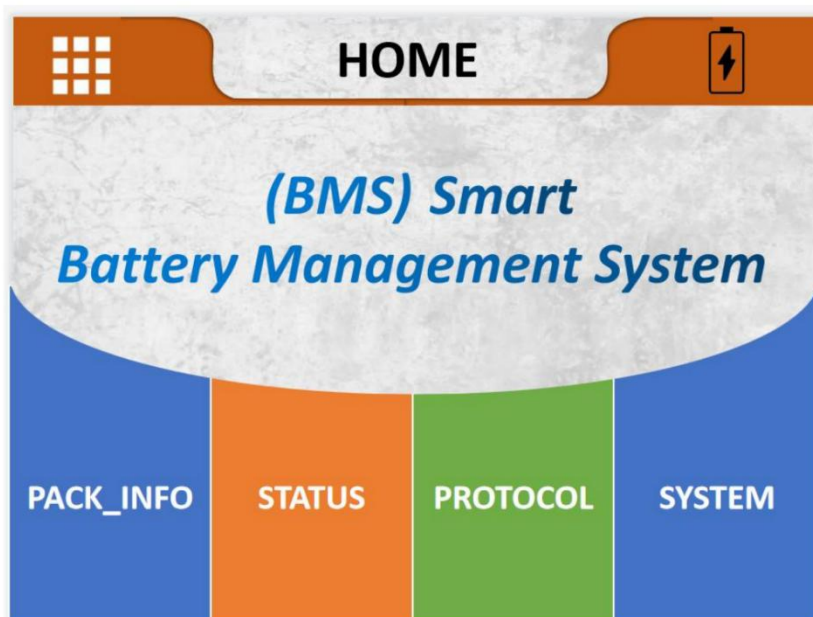 HOME
(BMS) Smart
Battery Management System
PACK_INFO
STATUS
PROTOCOL
SYSTEM